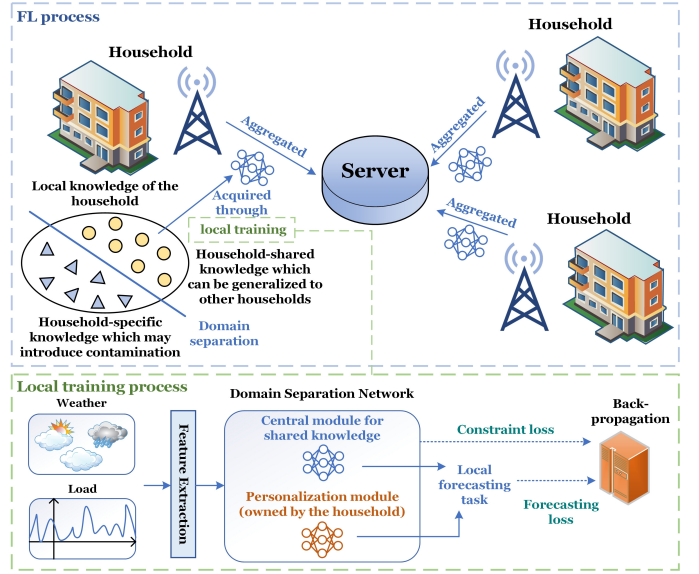 FL process
Household
Household
Aggregated
Aggregated
Server
Local knowledge of the
household
Acquired
through
local training
Aggregated
Household
Household-shared
knowledge which
can be generalized to
other households
Household-specific
knowledge which may
introduce contamination
Domain
separation
Local training process
Weather
Load
Feature Extraction
Domain Separation Network
Central module for
shared knowledge
Personalization module
(owned by the household)
Constraint loss
Local
forecasting
task
Forecasting
loss
Back-
propagation